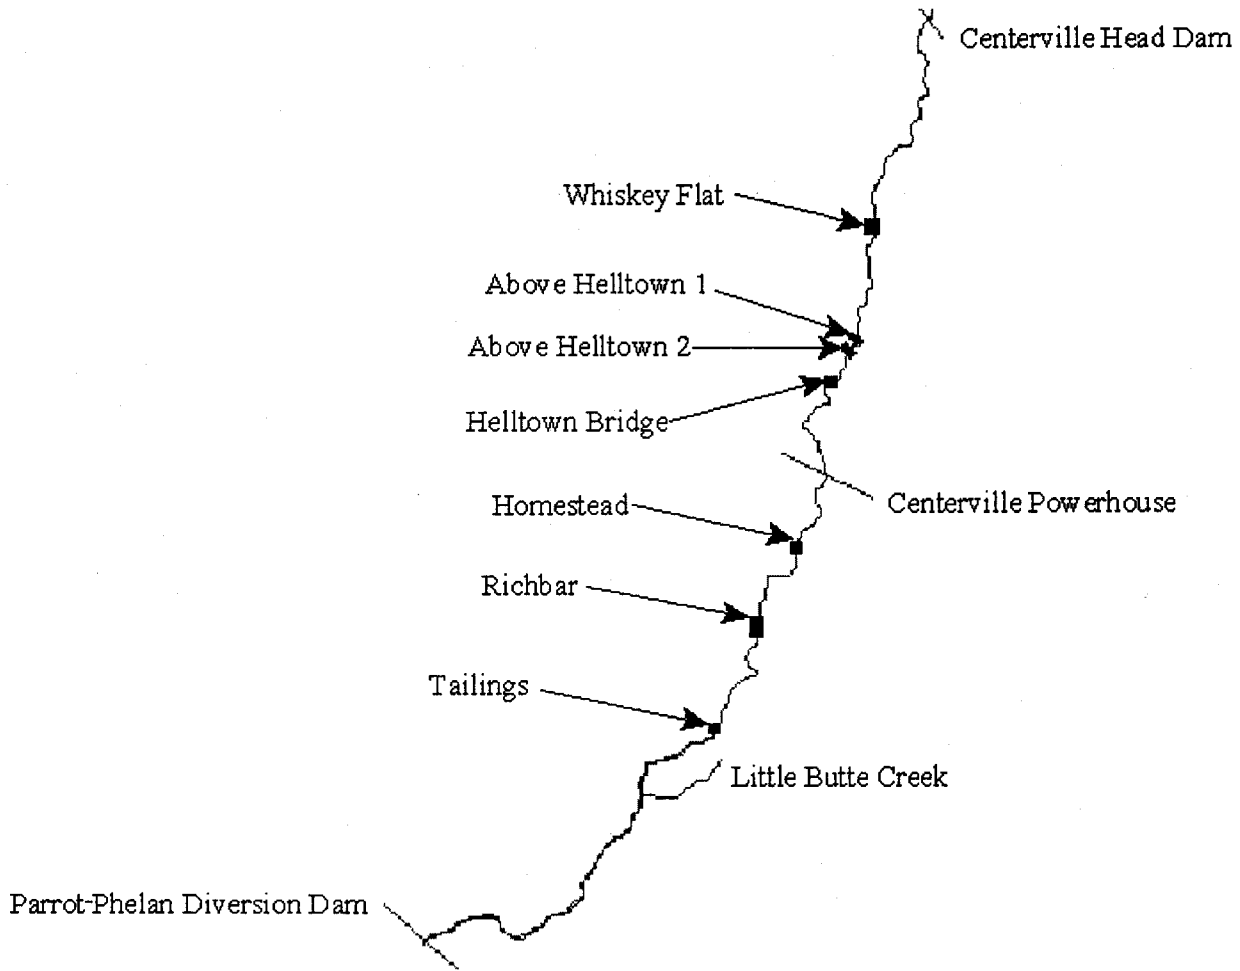 Centerville Head Dam
Whiskey Flat
Above Helltown 1
Above Helltown 2
Helltown Bridge
Centerville Powerhouse
Homestead
Richbar
Tailings
Little Butte Creek
Parrot-Phelan Diversion Dam